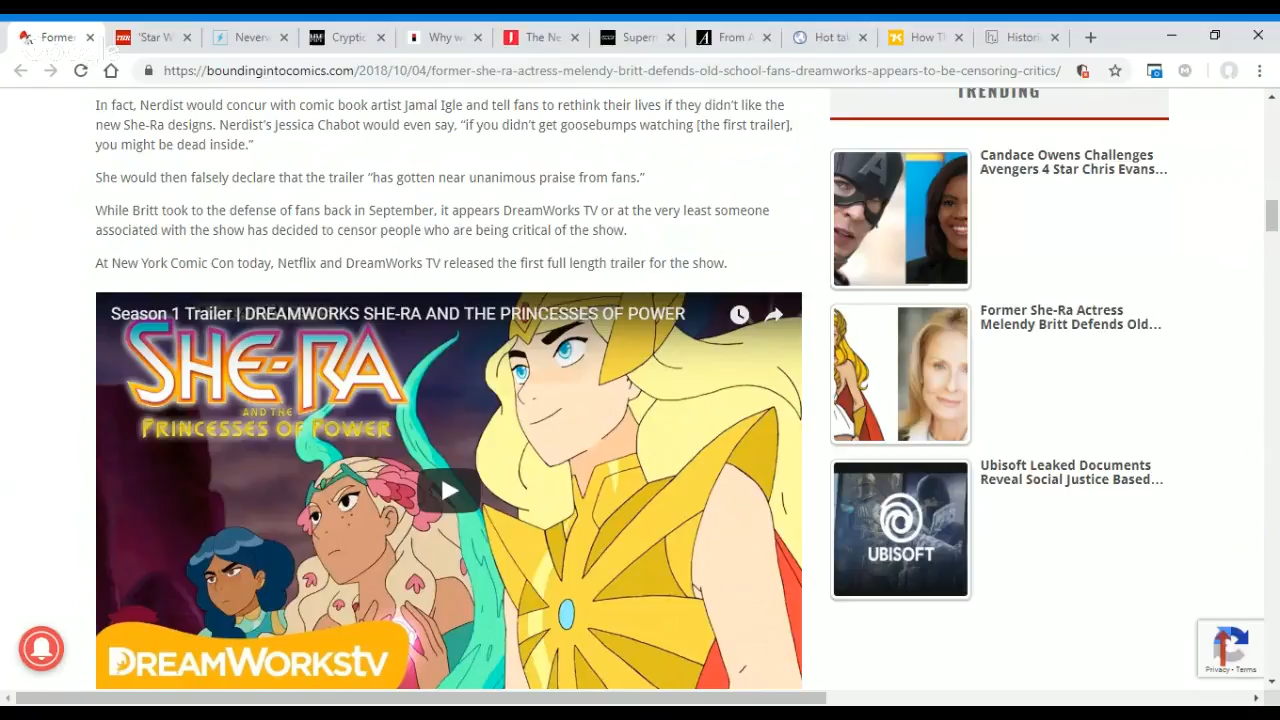 Forme
'Star W
Never
Cryptic
Why w
The Ne
Superm
From A
Hot tal
How Ti
Histori
https://boundingintocomics.com/2018/10/04/former-she-ra-actress-melendy-britt-defends-old-school-fans-dreamworks-appears-to-be-censoring-critics/
In fact, Nerdist would concur with comic book artist Jamal Igle and tell fans to rethink their lives if they didn't like the
new She-Ra designs. Nerdist's Jessica Chabot would even say, "if you didn't get goosebumps watching [the first trailer],
you might be dead inside."
She would then falsely declare that the trailer "has gotten near unanimous praise from fans."
While Britt took to the defense of fans back in September, it appears DreamWorks TV or at the very least someone
associated with the show has decided to censor people who are being critical of the show.
At New York Comic Con today, Netflix and DreamWorks TV released the first full length trailer for the show.
Season 1 Trailer | DREAMWORKS SHE-RA AND THE PRINCESSES OF POWER
SHE-RA
AND THE
PRINCESSES OF POWER
DREAMWORKSTV
TRENDING
Candace Owens Challenges
Avengers 4 Star Chris Evans...
Former She-Ra Actress
Melendy Britt Defends Old...
Ubisoft Leaked Documents
Reveal Social Justice Based...
UBISOFT
Privacy - Terms